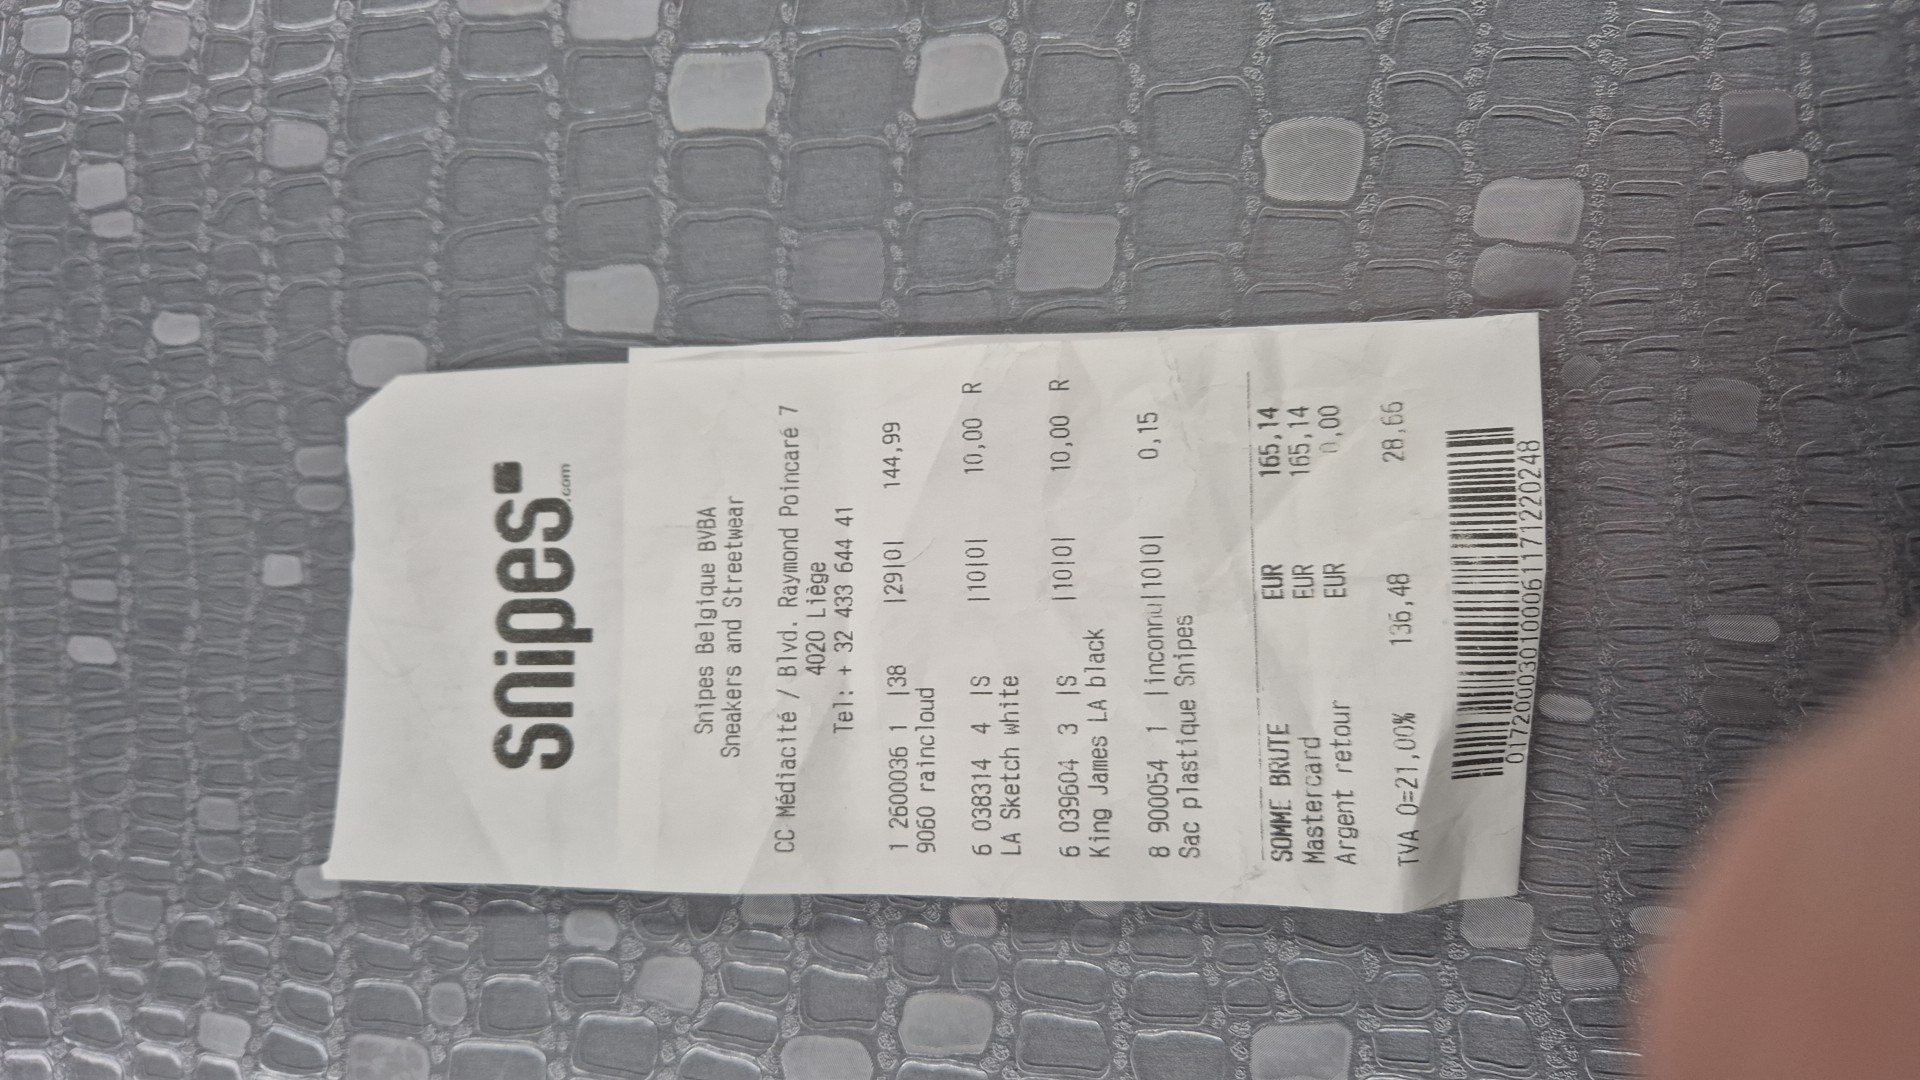 snipes
.com
Snipes Belgique BVBA
Sneakers and Streetwear
CC Médiacité / Blvd. Raymond Poincaré 7
4020 Liège
Tel: + 32 433 644 41
1 2600036 1 |38 |29|0| 144,99
9060 raincloud
6 038314 4 |S |10|0| 10,00 R
LA Sketch white
6 039604 3 |S |10|0| 10,00 R
King James LA black
8 900054 1 |inconnu|10|0| 0,15
Sac plastique Snipes
SOMME BRUTE EUR 165,14
Mastercard EUR 165,14
Argent retour EUR 0,00
TVA 0=21,00% 136,48 28,66